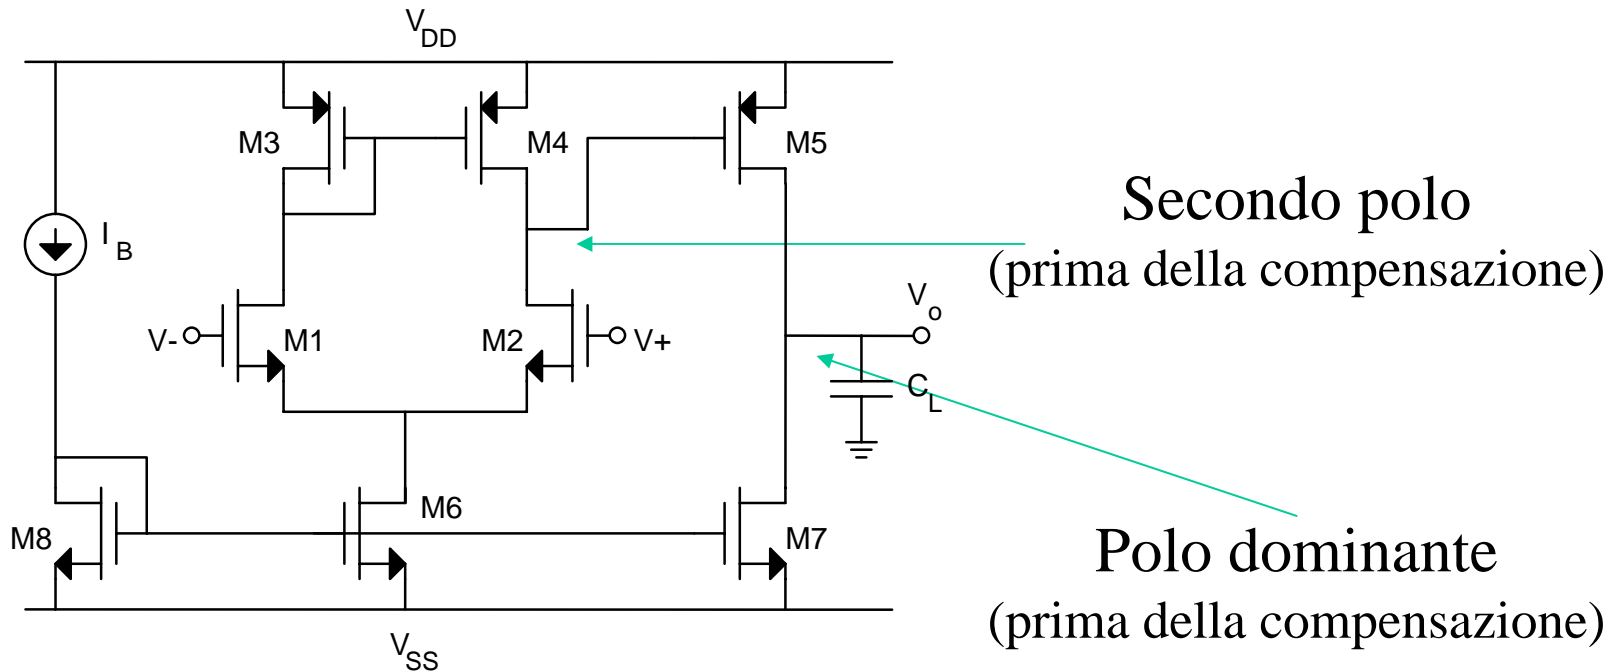 VDD
M3
M4
M5
Secondo polo
(prima della compensazione)
IB
Vo
V-
M1
M2
V+
CL
M6
M8
M7
Polo dominante
(prima della compensazione)
VSS